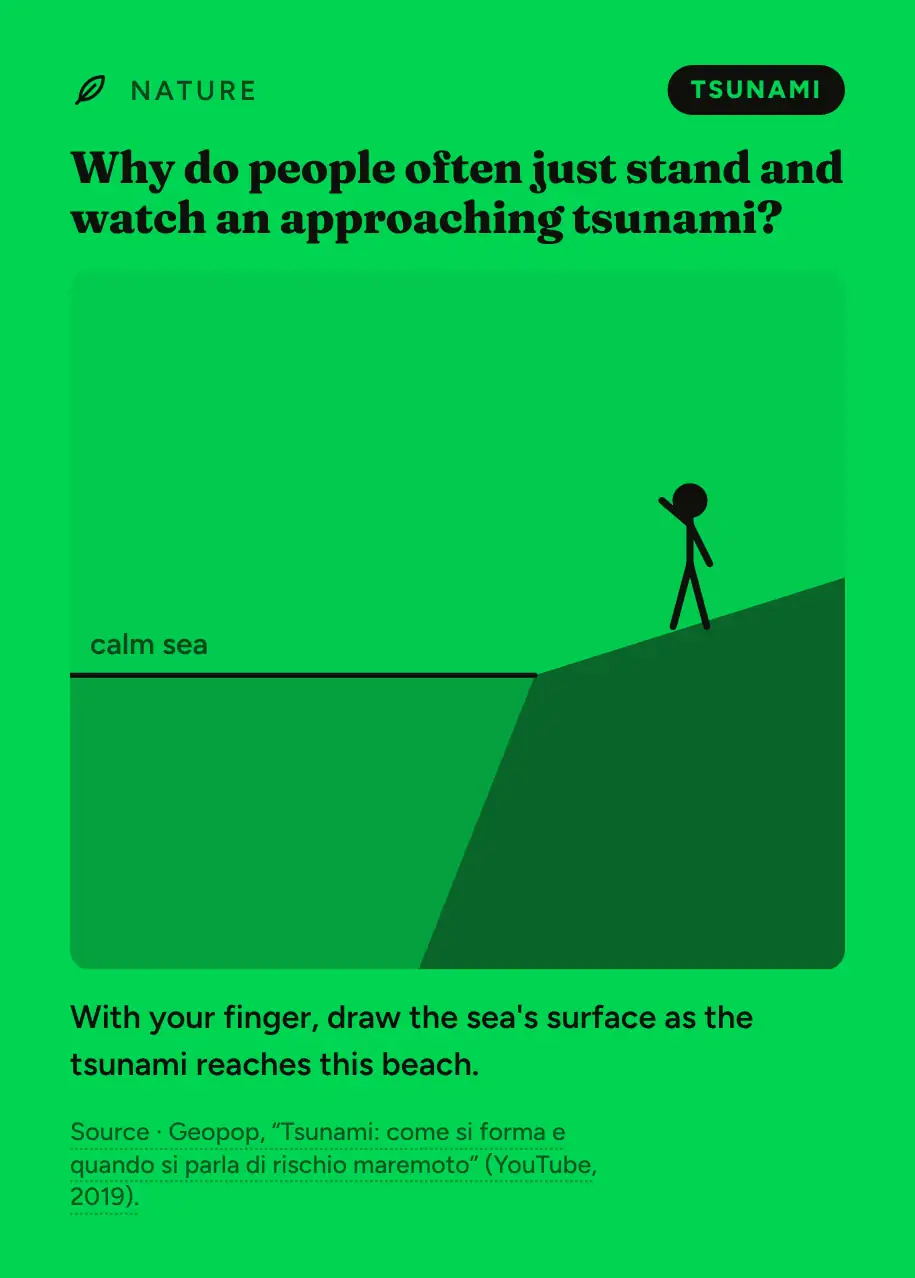 NATURE
TSUNAMI
Why do people often just stand and
watch an approaching tsunami?
calm sea
With your finger, draw the sea's surface as the
tsunami reaches this beach.
Source · Geopop, “Tsunami: come si forma e
quando si parla di rischio maremoto” (YouTube,
2019).